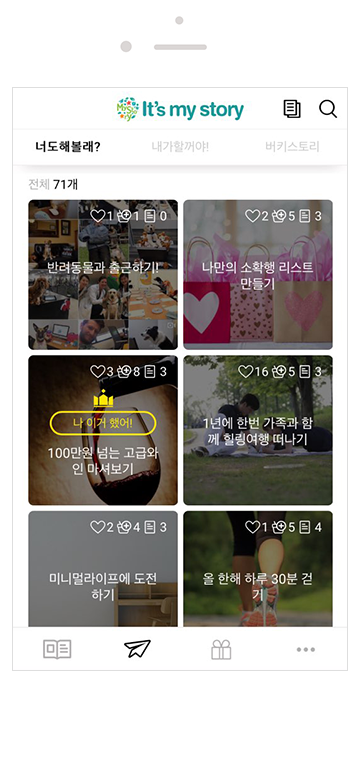 It's my story
너도해볼래?
내가할꺼야!
버키스토리
전체 71개
1 1 0
반려동물과 출근하기!
2 5 3
나만의 소확행 리스트
만들기
3 8 3
나 이거 했어!
100만원 넘는 고급와
인 마셔보기
16 5 3
1년에 한번 가족과 함
께 힐링여행 떠나기
2 4 3
미니멀라이프에 도전
하기
1 5 4
올 한해 하루 30분 걷
기